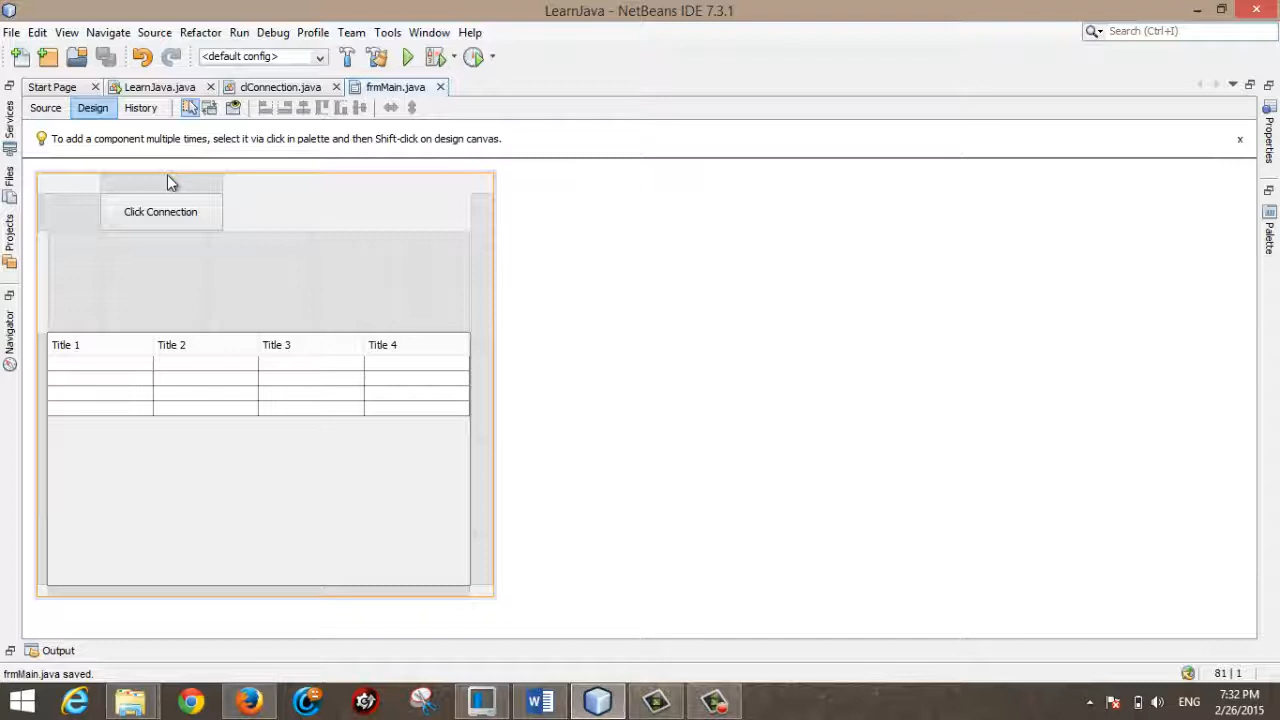 LearnJava - NetBeans IDE 7.3.1
File Edit View Navigate Source Refactor Run Debug Profile Team Tools Window Help
Search (Ctrl+I)
<default config>
Start Page LearnJava.java clConnection.java frmMain.java
Source Design History
To add a component multiple times, select it via click in palette and then Shift-click on design canvas.
x
Services
Files
Projects
Navigator
Properties
Palette
Click Connection
Title 1 Title 2 Title 3 Title 4
Output
frmMain.java saved.
81 | 1
ENG
7:32 PM
2/26/2015